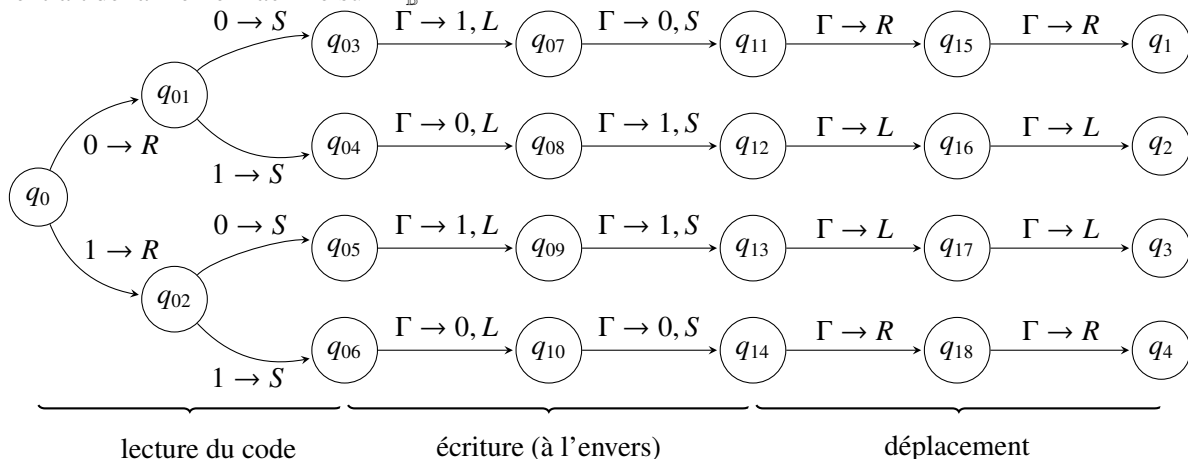 0 → S Γ → 1, L Γ → 0, S Γ → R Γ → R
q03 q07 q11 q15 q1
q01
0 → R Γ → 0, L Γ → 1, S Γ → L Γ → L
q04 q08 q12 q16 q2
1 → S
q0
0 → S Γ → 1, L Γ → 1, S Γ → L Γ → L
1 → R
q05 q09 q13 q17 q3
q02
Γ → 0, L Γ → 0, S Γ → R Γ → R
q06 q10 q14 q18 q4
1 → S
lecture du code écriture (à l'envers) déplacement